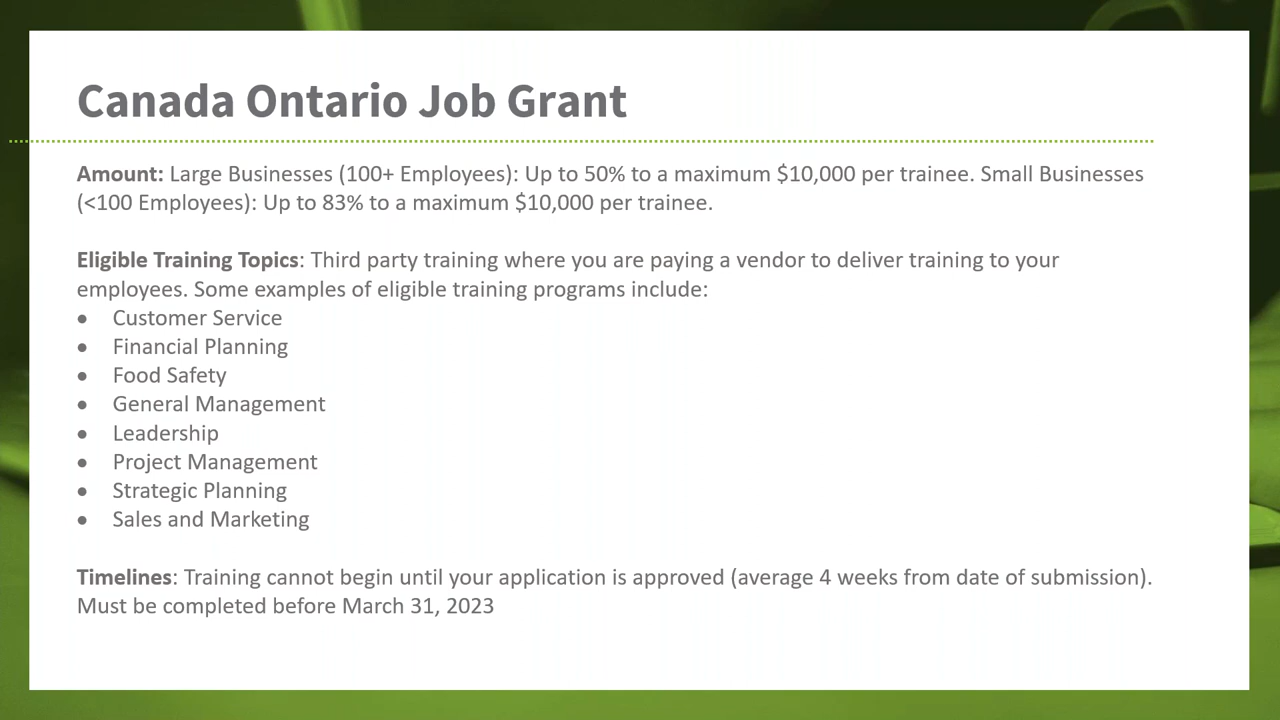 Canada Ontario Job Grant
Amount: Large Businesses (100+ Employees): Up to 50% to a maximum $10,000 per trainee. Small Businesses
(<100 Employees): Up to 83% to a maximum $10,000 per trainee.
Eligible Training Topics: Third party training where you are paying a vendor to deliver training to your
employees. Some examples of eligible training programs include:
• Customer Service
• Financial Planning
• Food Safety
• General Management
• Leadership
• Project Management
• Strategic Planning
• Sales and Marketing
Timelines: Training cannot begin until your application is approved (average 4 weeks from date of submission).
Must be completed before March 31, 2023